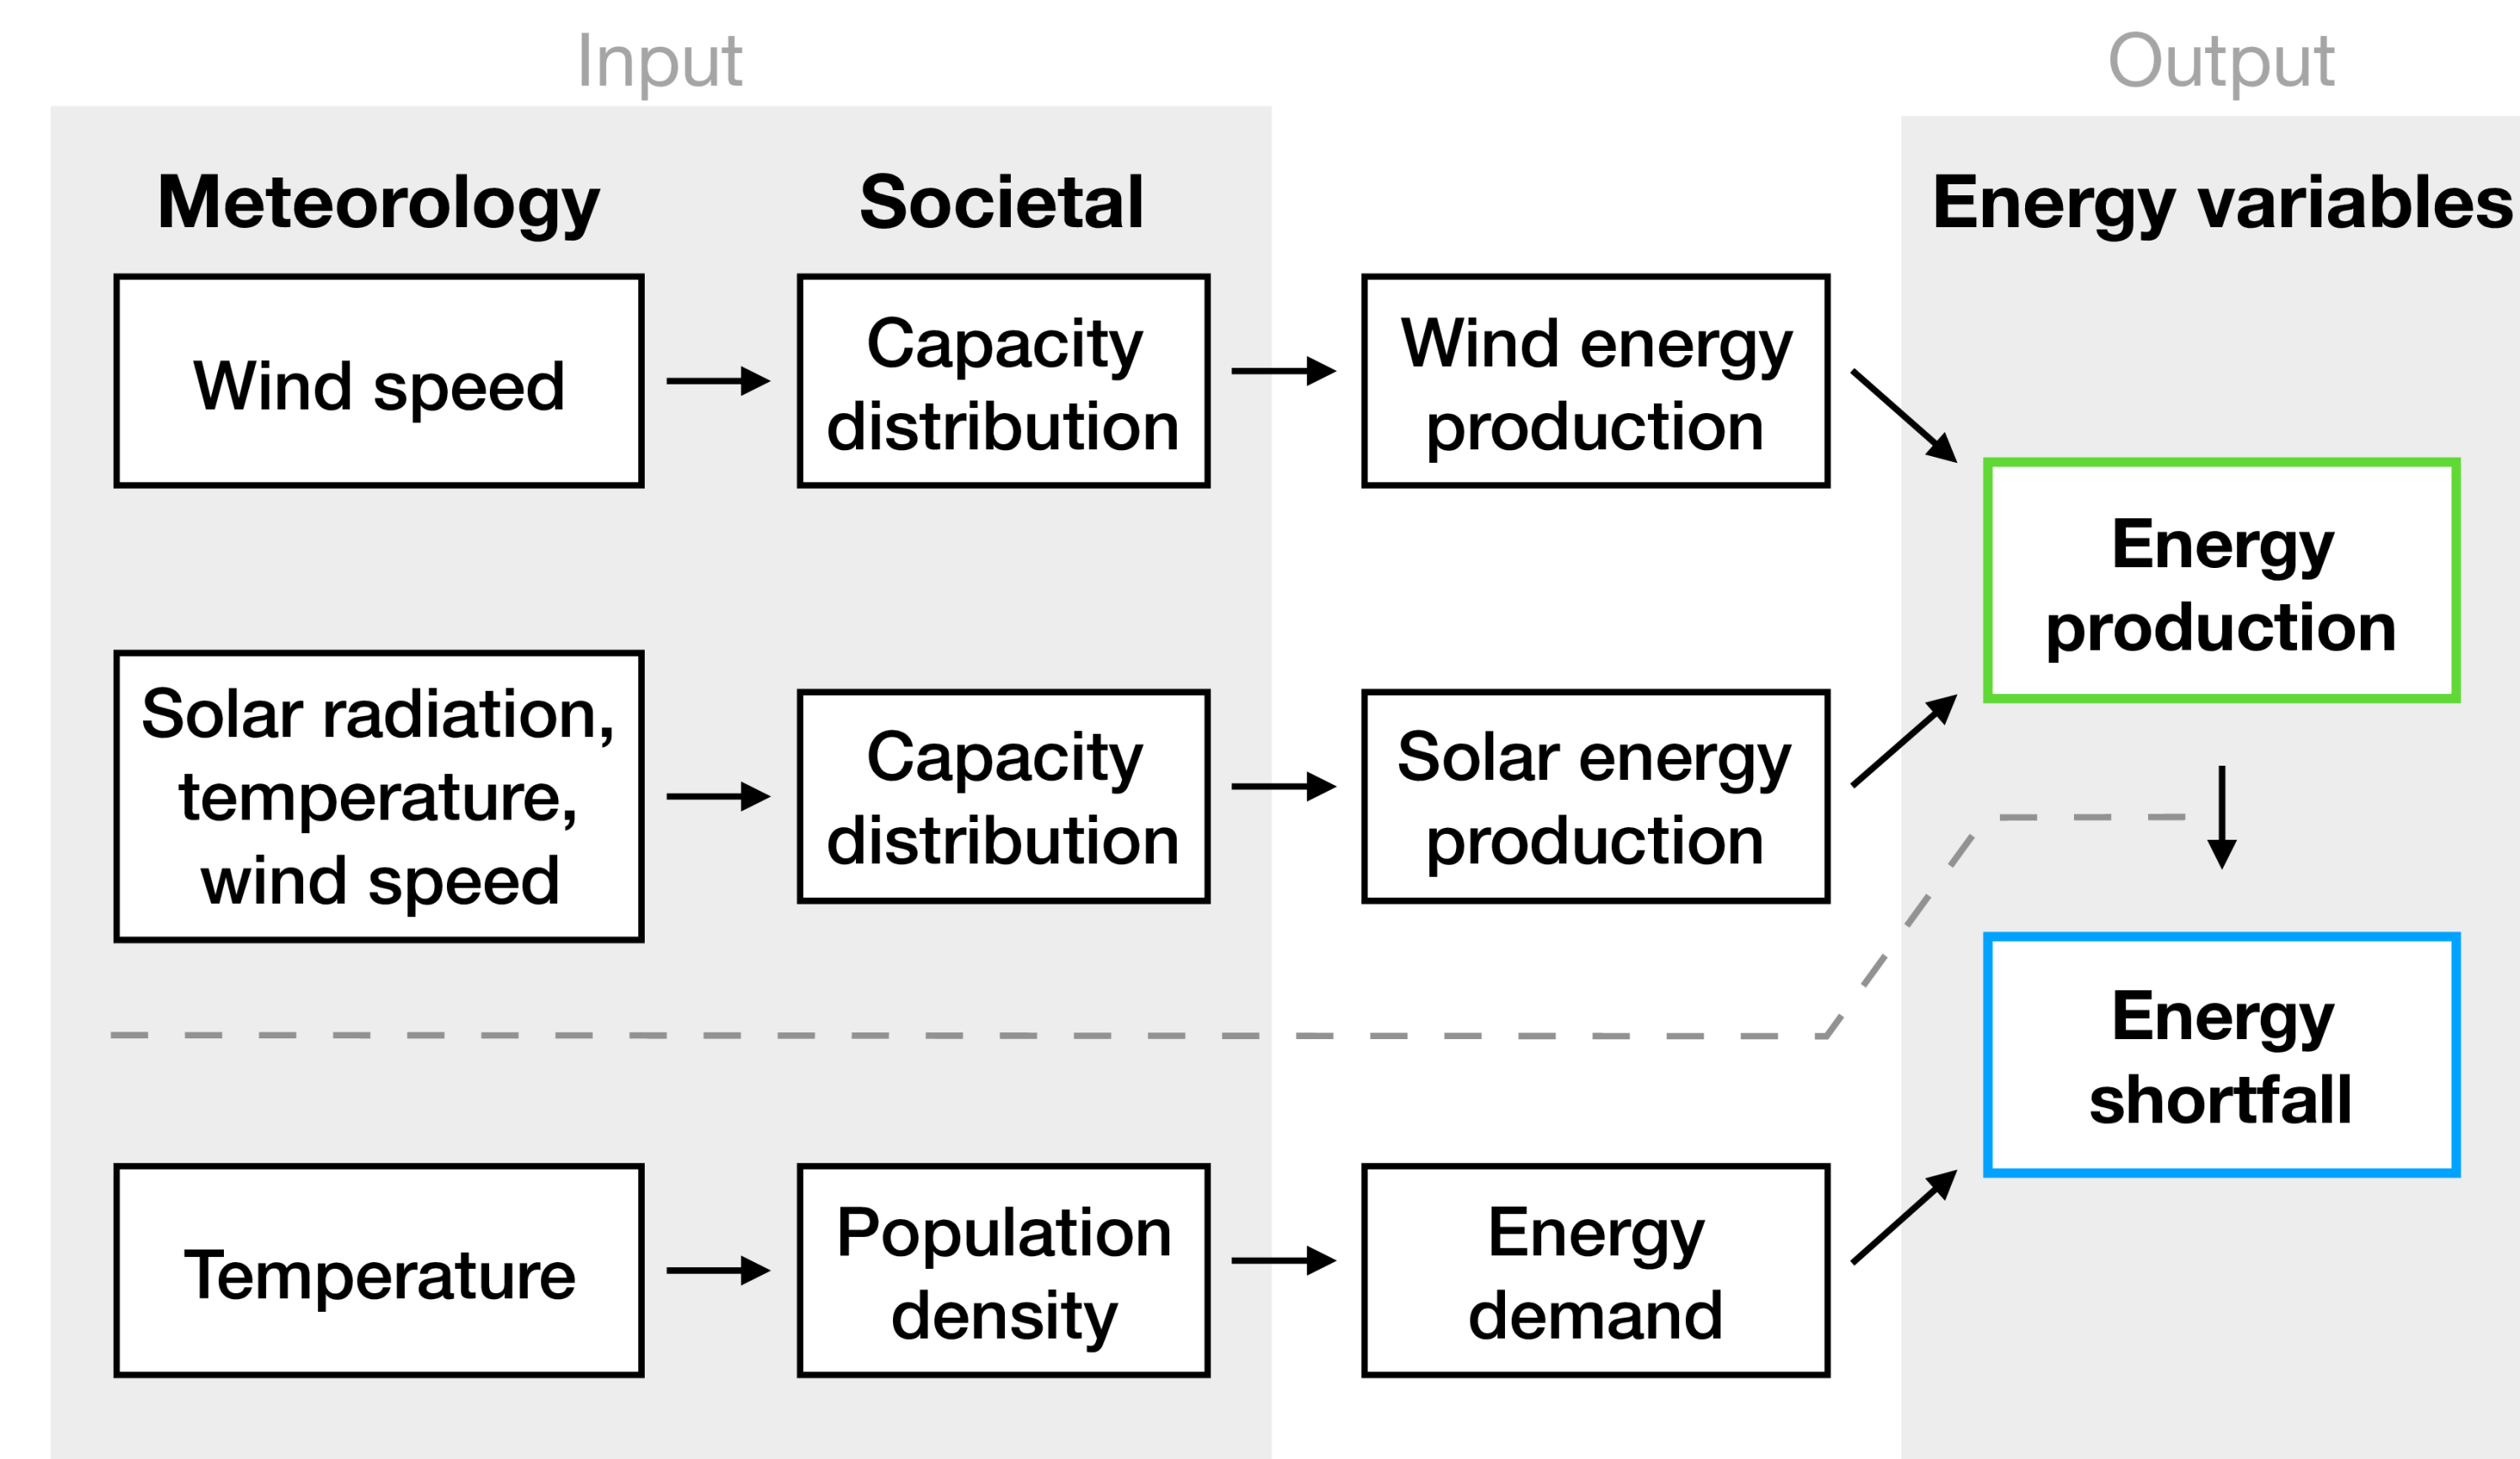 Input
Output
Meteorology
Societal
Energy variables
Wind speed
Capacity
distribution
Wind energy
production
Energy
production
Solar radiation,
temperature,
wind speed
Capacity
distribution
Solar energy
production
Energy
shortfall
Temperature
Population
density
Energy
demand